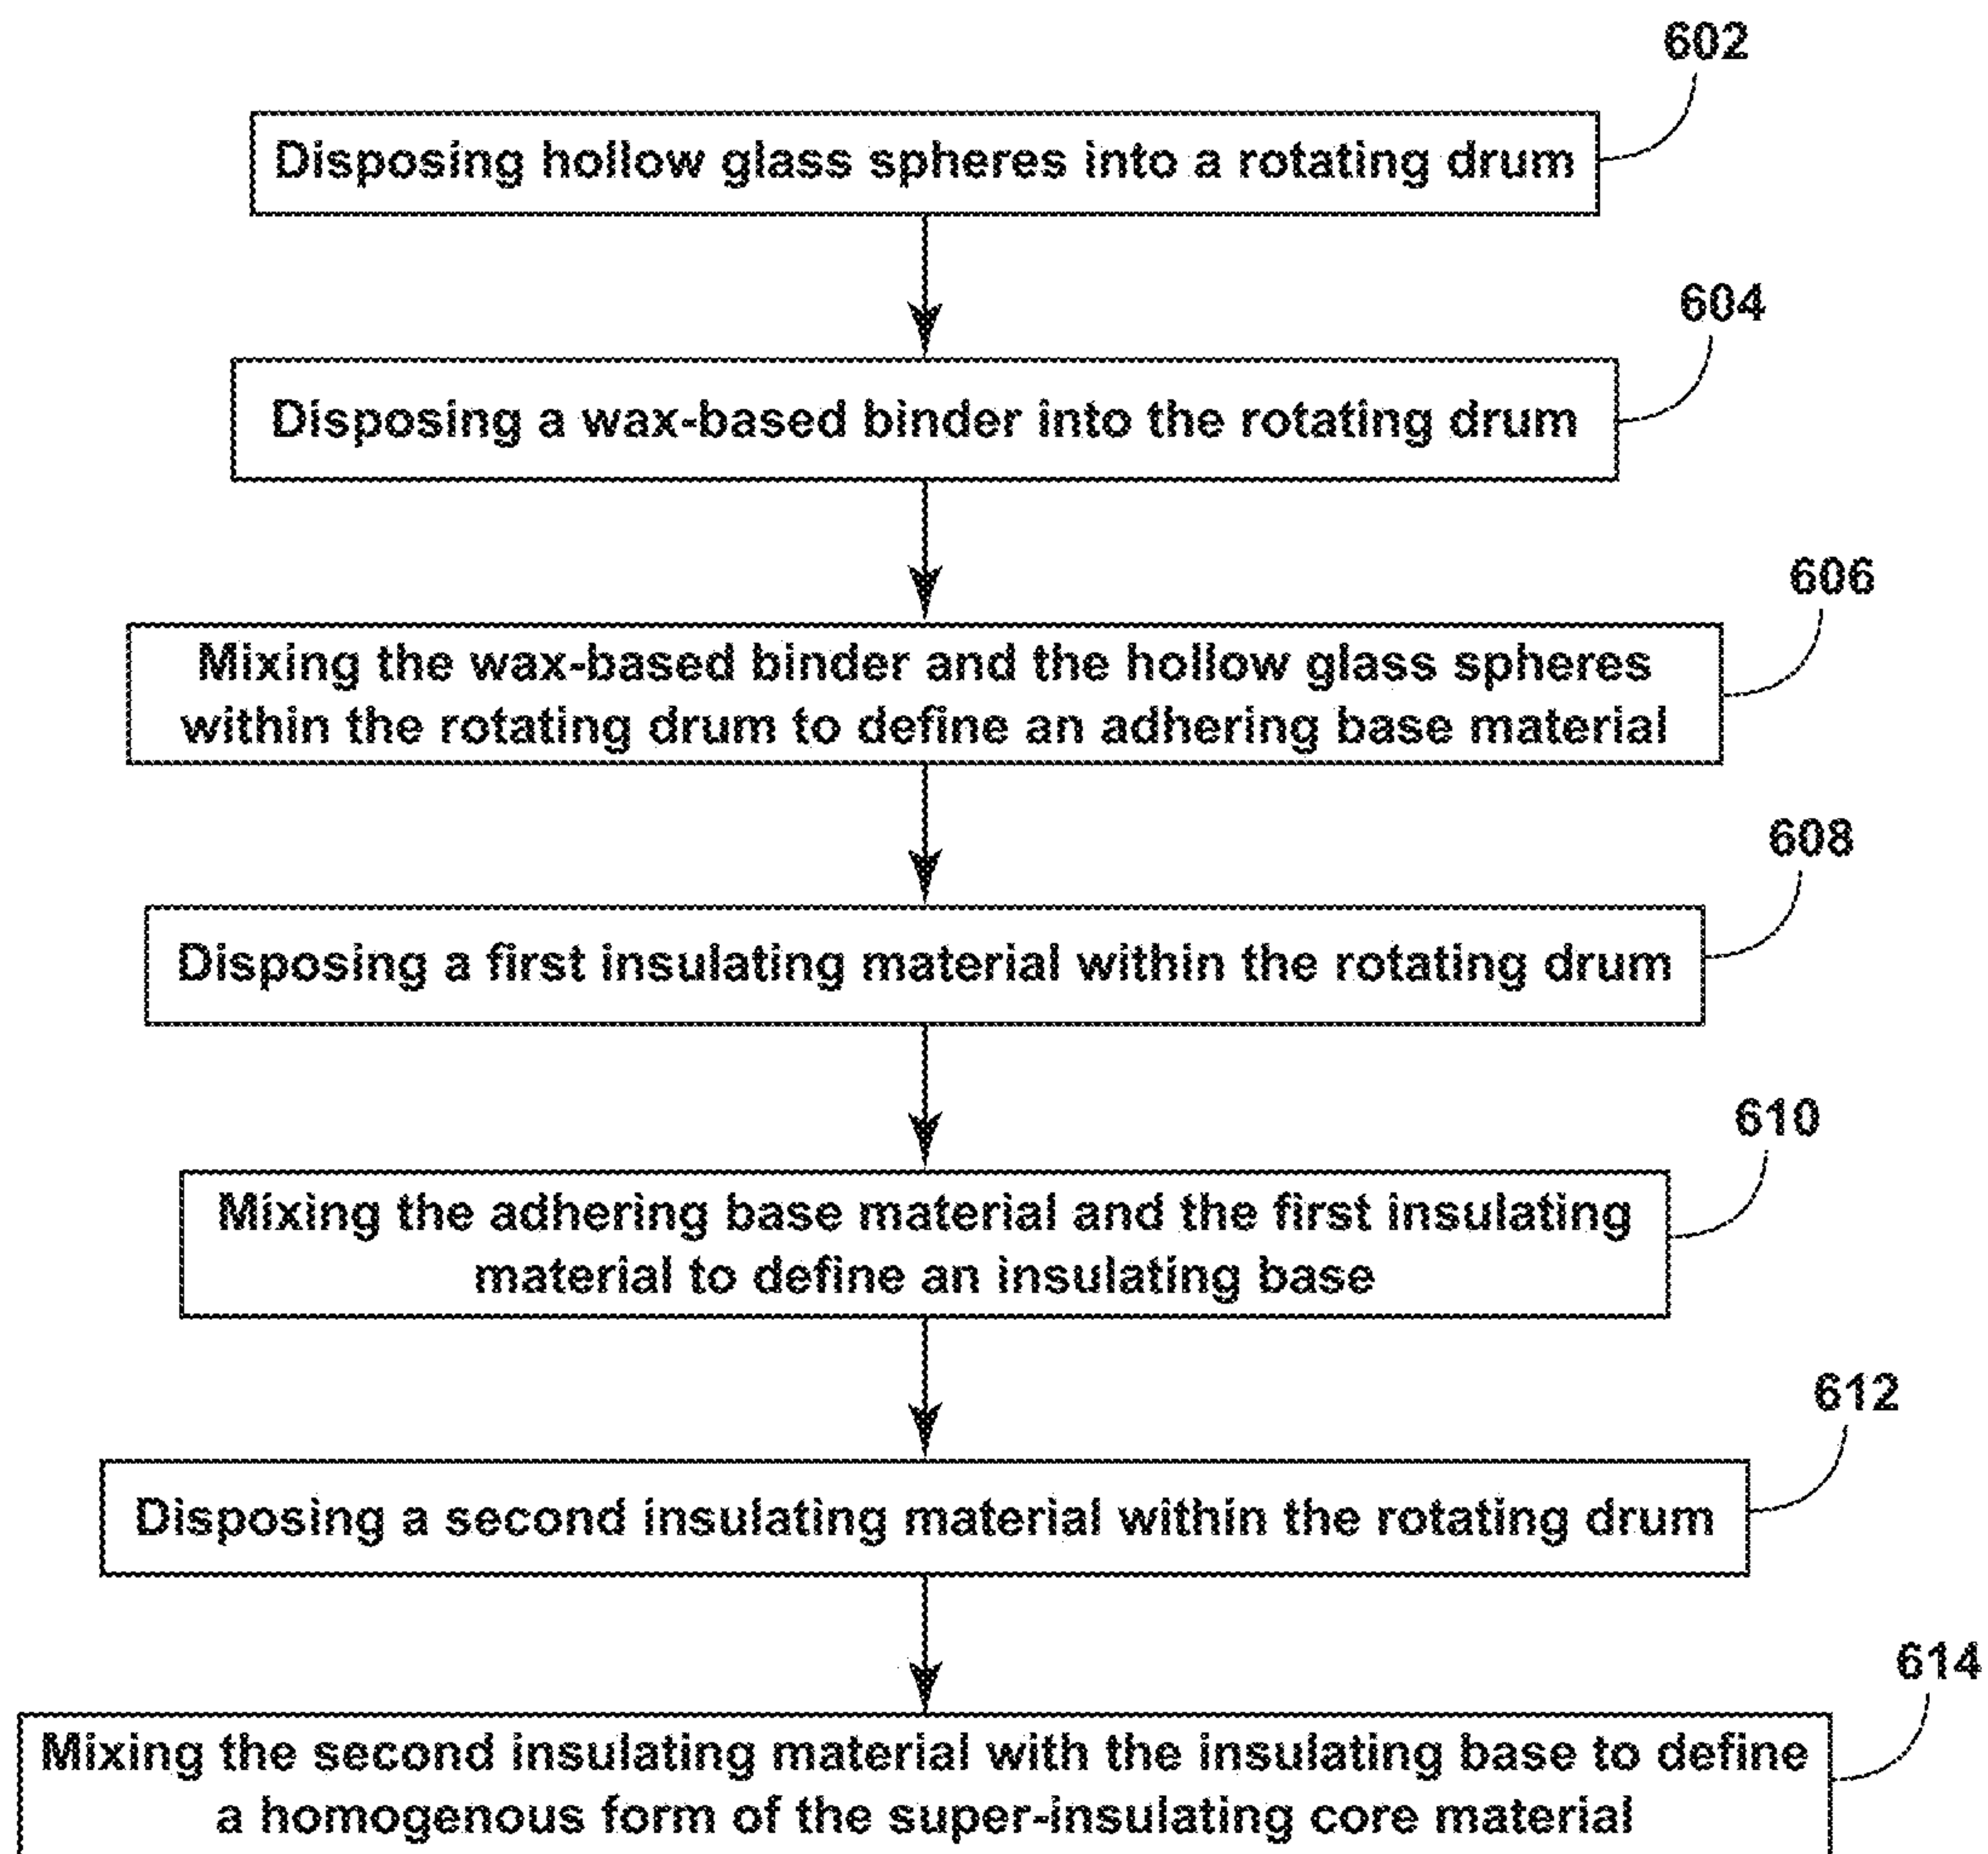 602
Disposing hollow glass spheres into a rotating drum
604
Disposing a wax-based binder into the rotating drum
606
Mixing the wax-based binder and the hollow glass spheres
within the rotating drum to define an adhering base material
608
Disposing a first insulating material within the rotating drum
610
Mixing the adhering base material and the first insulating
material to define an insulating base
612
Disposing a second insulating material within the rotating drum
614
Mixing the second insulating material with the insulating base to define
a homogenous form of the super-insulating core material